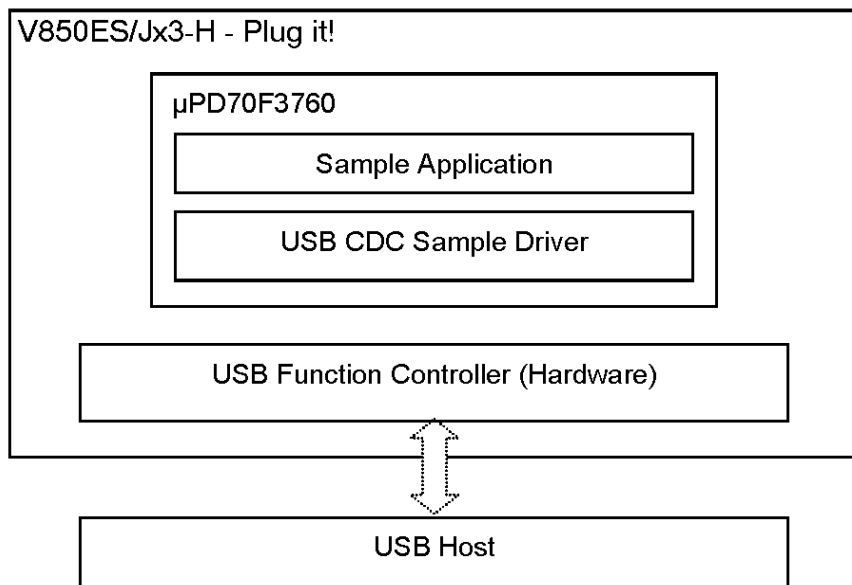 V850ES/Jx3-H - Plug it!
µPD70F3760
Sample Application
USB CDC Sample Driver
USB Function Controller (Hardware)
USB Host